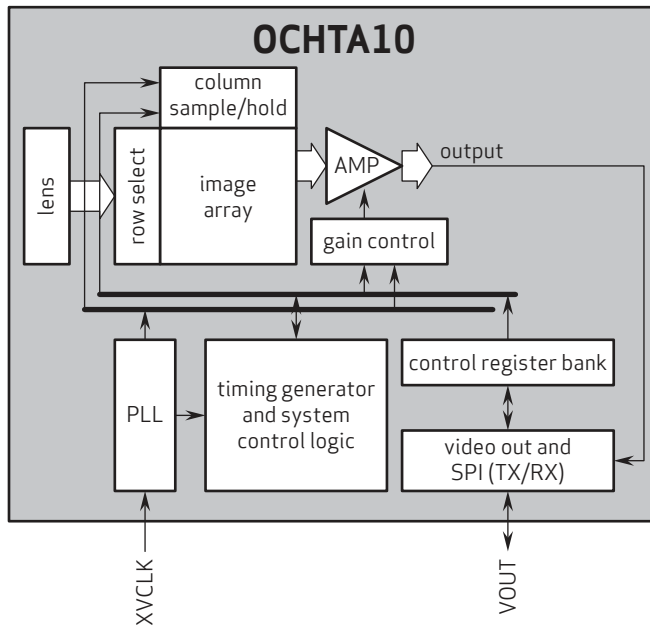 OCHTA10
column
sample/hold
lens
row select
image
array
AMP
output
gain control
PLL
timing generator
and system
control logic
control register bank
video out and
SPI (TX/RX)
XVCLK
VOUT